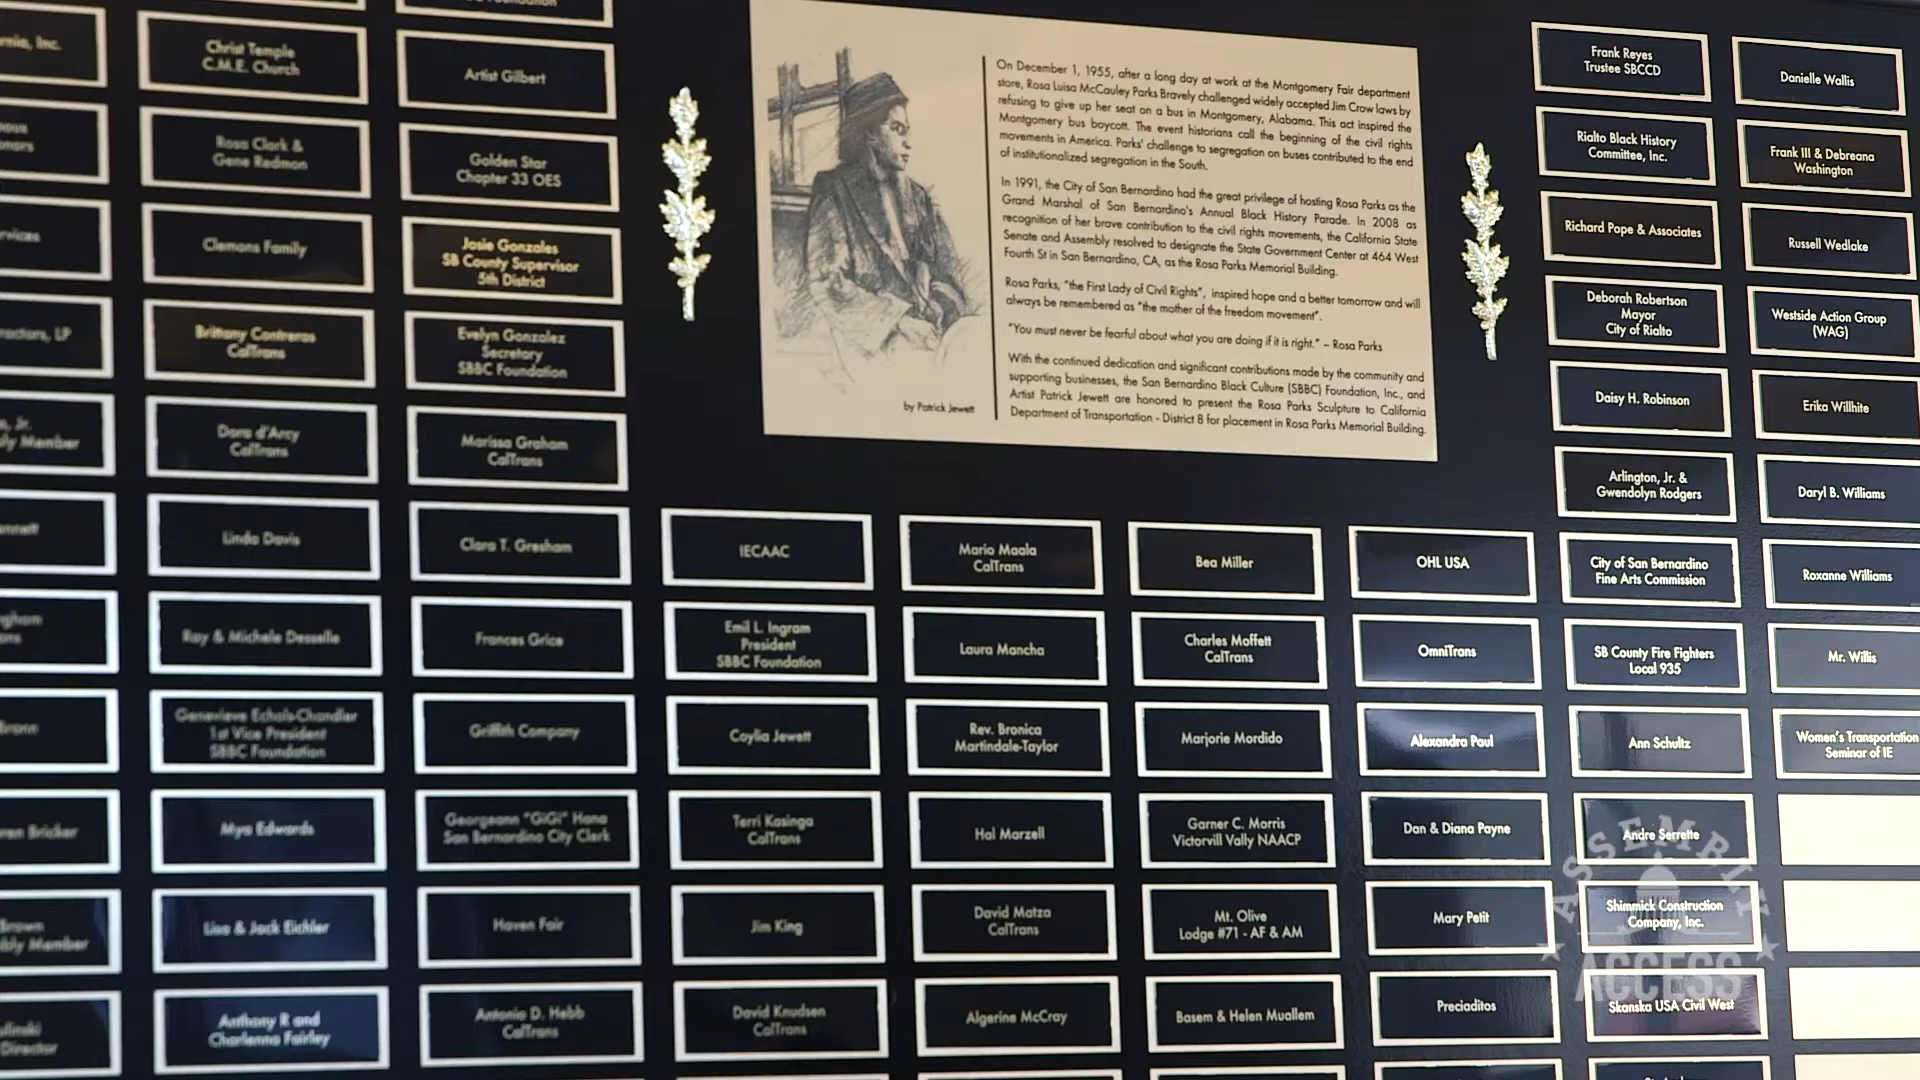 rnia, Inc.
actors, LP
Jr.
ly Member
ren Bricker
Brown
bly Member
Director
Christ Temple
C.M.E. Church
Rosa Clark &
Gene Redmon
Clemons Family
Brittany Contreras
CalTrans
Dora d'Arcy
CalTrans
Linda Davis
Ray & Michele Desselle
Genevieve Echols-Chandler
1st Vice President
SBBC Foundation
Mya Edwards
Lisa & Jack Eichler
Anthony R and
Charlenna Fairley
Artist Gilbert
Golden Star
Chapter 33 OES
Josie Gonzales
SB County Supervisor
5th District
Evelyn Gonzalez
Secretary
SBBC Foundation
Marissa Graham
CalTrans
Clara T. Gresham
Frances Grice
Griffith Company
Georgeann "GiGi" Hana
San Bernardino City Clerk
Haven Fair
Antonio D. Hebb
CalTrans
by Patrick Jewett
On December 1, 1955, after a long day at work at the Montgomery Fair department
store, Rosa Luisa McCauley Parks Bravely challenged widely accepted Jim Crow laws by
refusing to give up her seat on a bus in Montgomery, Alabama. This act inspired the
Montgomery bus boycott. The event historians call the beginning of the civil rights
movements in America. Parks' challenge to segregation on buses contributed to the end
of institutionalized segregation in the South.
In 1991, the City of San Bernardino had the great privilege of hosting Rosa Parks as the
Grand Marshal of San Bernardino's Annual Black History Parade. In 2008 as
recognition of her brave contribution to the civil rights movements, the California State
Senate and Assembly resolved to designate the State Government Center at 464 West
Fourth St in San Bernardino, CA, as the Rosa Parks Memorial Building.
Rosa Parks, "the First Lady of Civil Rights", inspired hope and a better tomorrow and will
always be remembered as "the mother of the freedom movement".
"You must never be fearful about what you are doing if it is right." – Rosa Parks
With the continued dedication and significant contributions made by the community and
supporting businesses, the San Bernardino Black Culture (SBBC) Foundation, Inc., and
Artist Patrick Jewett are honored to present the Rosa Parks Sculpture to California
Department of Transportation - District 8 for placement in Rosa Parks Memorial Building.
IECAAC
Emil L. Ingram
President
SBBC Foundation
Coylia Jewett
Terri Kasinga
CalTrans
Jim King
David Knudsen
CalTrans
Mario Maala
CalTrans
Laura Mancha
Rev. Bronica
Martindale-Taylor
Hal Marzell
David Matza
CalTrans
Algerine McCray
Bea Miller
Charles Moffett
CalTrans
Marjorie Mordido
Garner C. Morris
Victorvill Vally NAACP
Mt. Olive
Lodge #71 - AF & AM
Basem & Helen Muallem
OHL USA
OmniTrans
Alexandra Paul
Dan & Diana Payne
Mary Petit
Preciaditos
Frank Reyes
Trustee SBCCD
Rialto Black History
Committee, Inc.
Richard Pope & Associates
Deborah Robertson
Mayor
City of Rialto
Daisy H. Robinson
Arlington, Jr. &
Gwendolyn Rodgers
City of San Bernardino
Fine Arts Commission
SB County Fire Fighters
Local 935
Ann Schultz
Andre Serrette
Shimmick Construction
Company, Inc.
Skanska USA Civil West
Danielle Wallis
Frank III & Debreana
Washington
Russell Wedlake
Westside Action Group
(WAG)
Erika Willhite
Daryl B. Williams
Roxanne Williams
Mr. Willis
Women's Transportation
Seminar of IE
ASSEMBLY
ACCESS